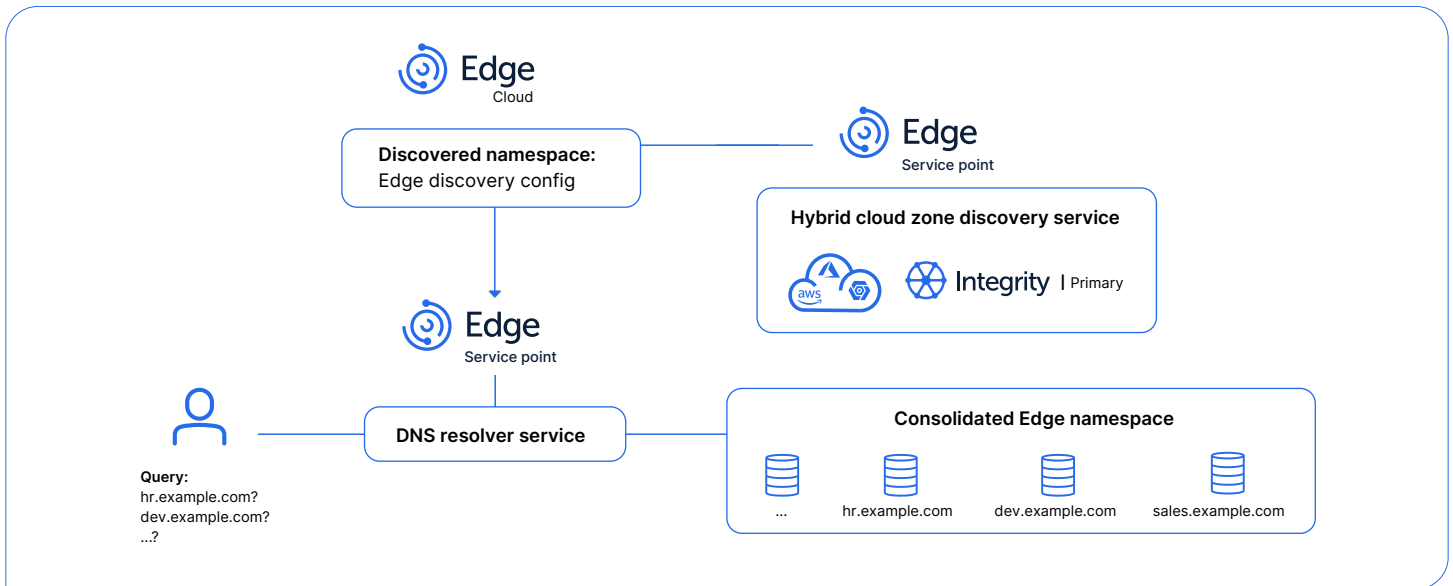 Edge
Cloud
Discovered namespace:
Edge discovery config
Edge
Service point
Hybrid cloud zone discovery service
aws
Integrity | Primary
Edge
Service point
DNS resolver service
Query:
hr.example.com?
dev.example.com?
...?
Consolidated Edge namespace
...
hr.example.com
dev.example.com
sales.example.com